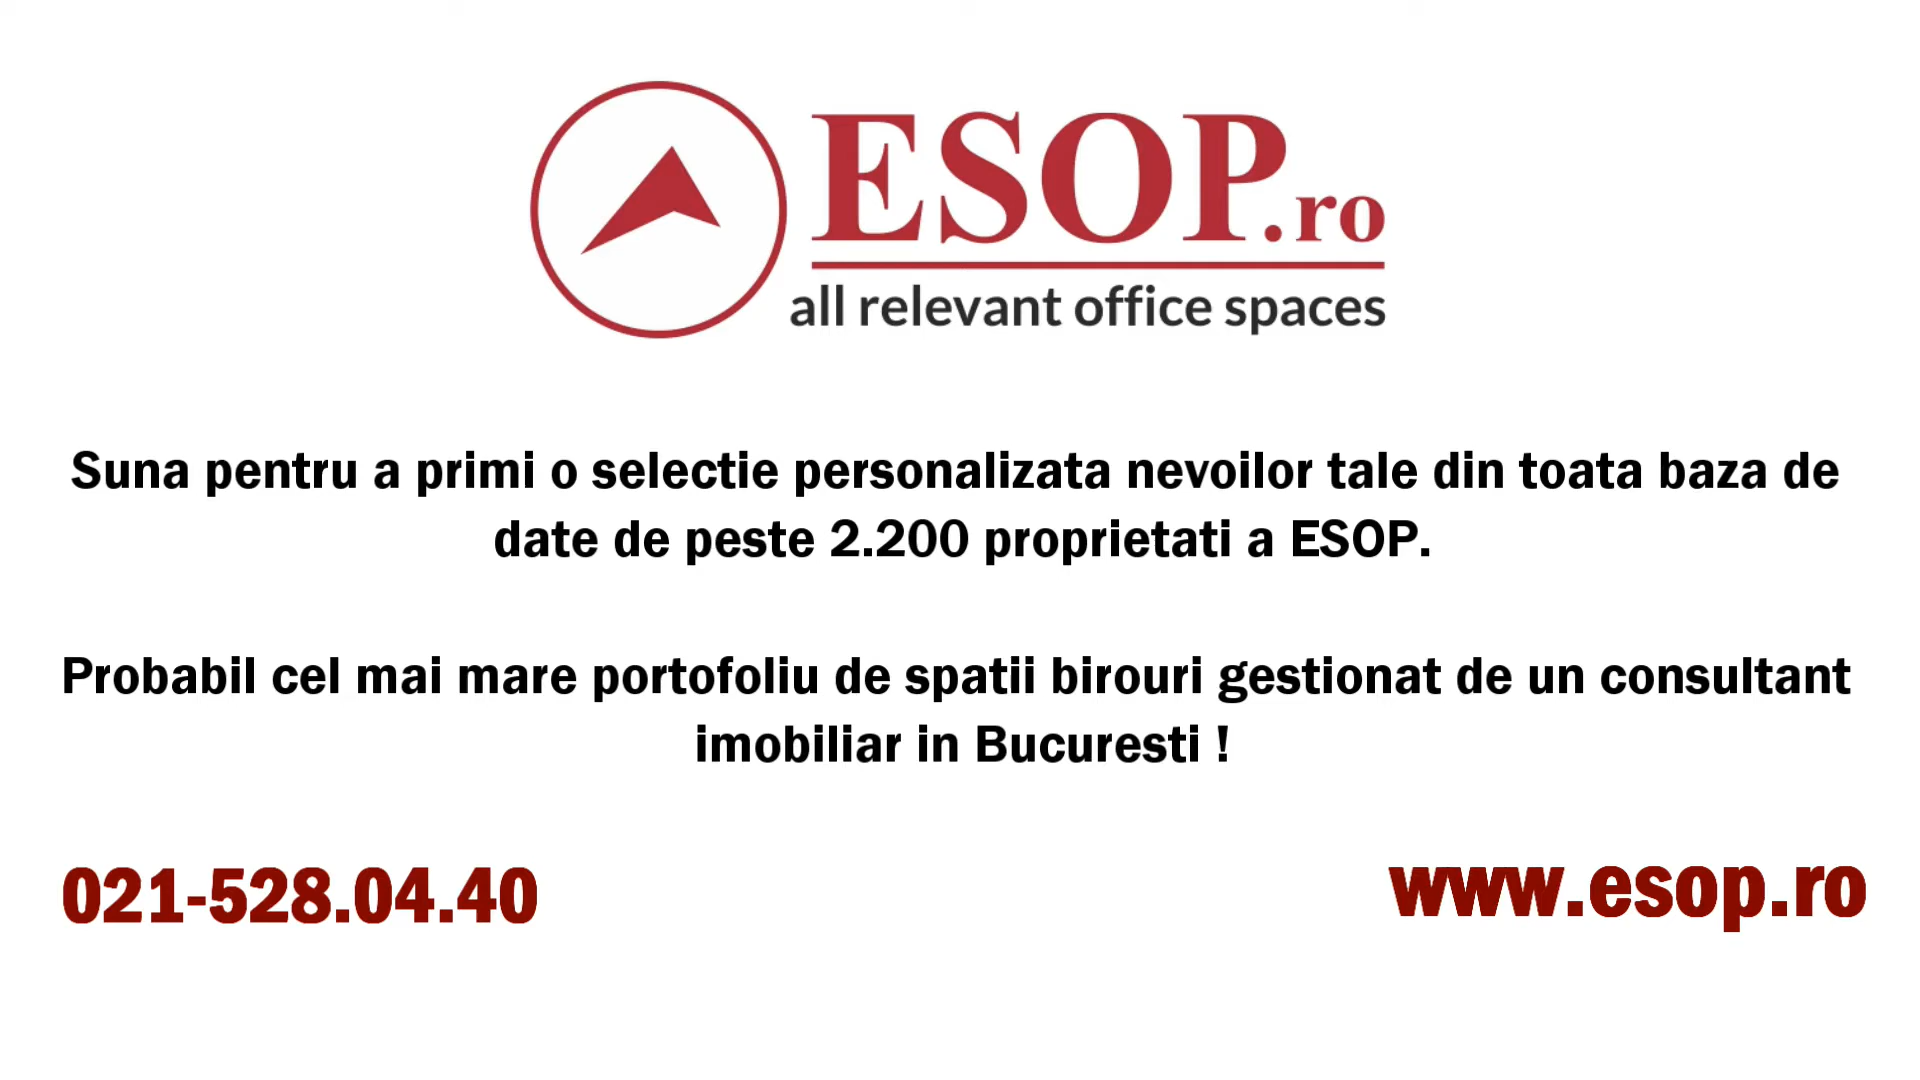 ESOP.ro
all relevant office spaces
Suna pentru a primi o selectie personalizata nevoilor tale din toata baza de
date de peste 2.200 proprietati a ESOP.
Probabil cel mai mare portofoliu de spatii birouri gestionat de un consultant
imobiliar in Bucuresti !
021-528.04.40
www.esop.ro